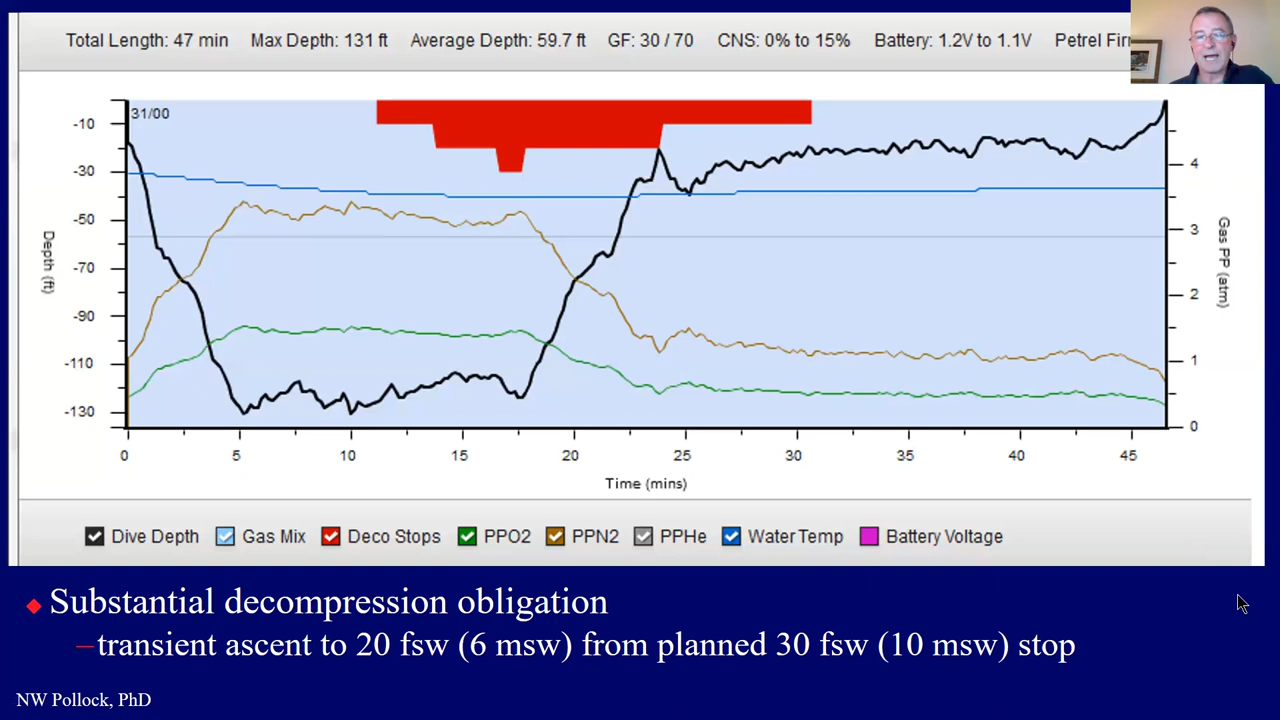 Total Length: 47 min Max Depth: 131 ft Average Depth: 59.7 ft GF: 30 / 70 CNS: 0% to 15% Battery: 1.2V to 1.1V Petrel
31/00
-10
-30
-50
-70
-90
-110
-130
Depth (ft)
4
3
2
1
0
Gas PP (atm)
0 5 10 15 20 25 30 35 40 45
Time (mins)
Dive Depth Gas Mix Deco Stops PPO2 PPN2 PPHe Water Temp Battery Voltage
Substantial decompression obligation
–transient ascent to 20 fsw (6 msw) from planned 30 fsw (10 msw) stop
NW Pollock, PhD